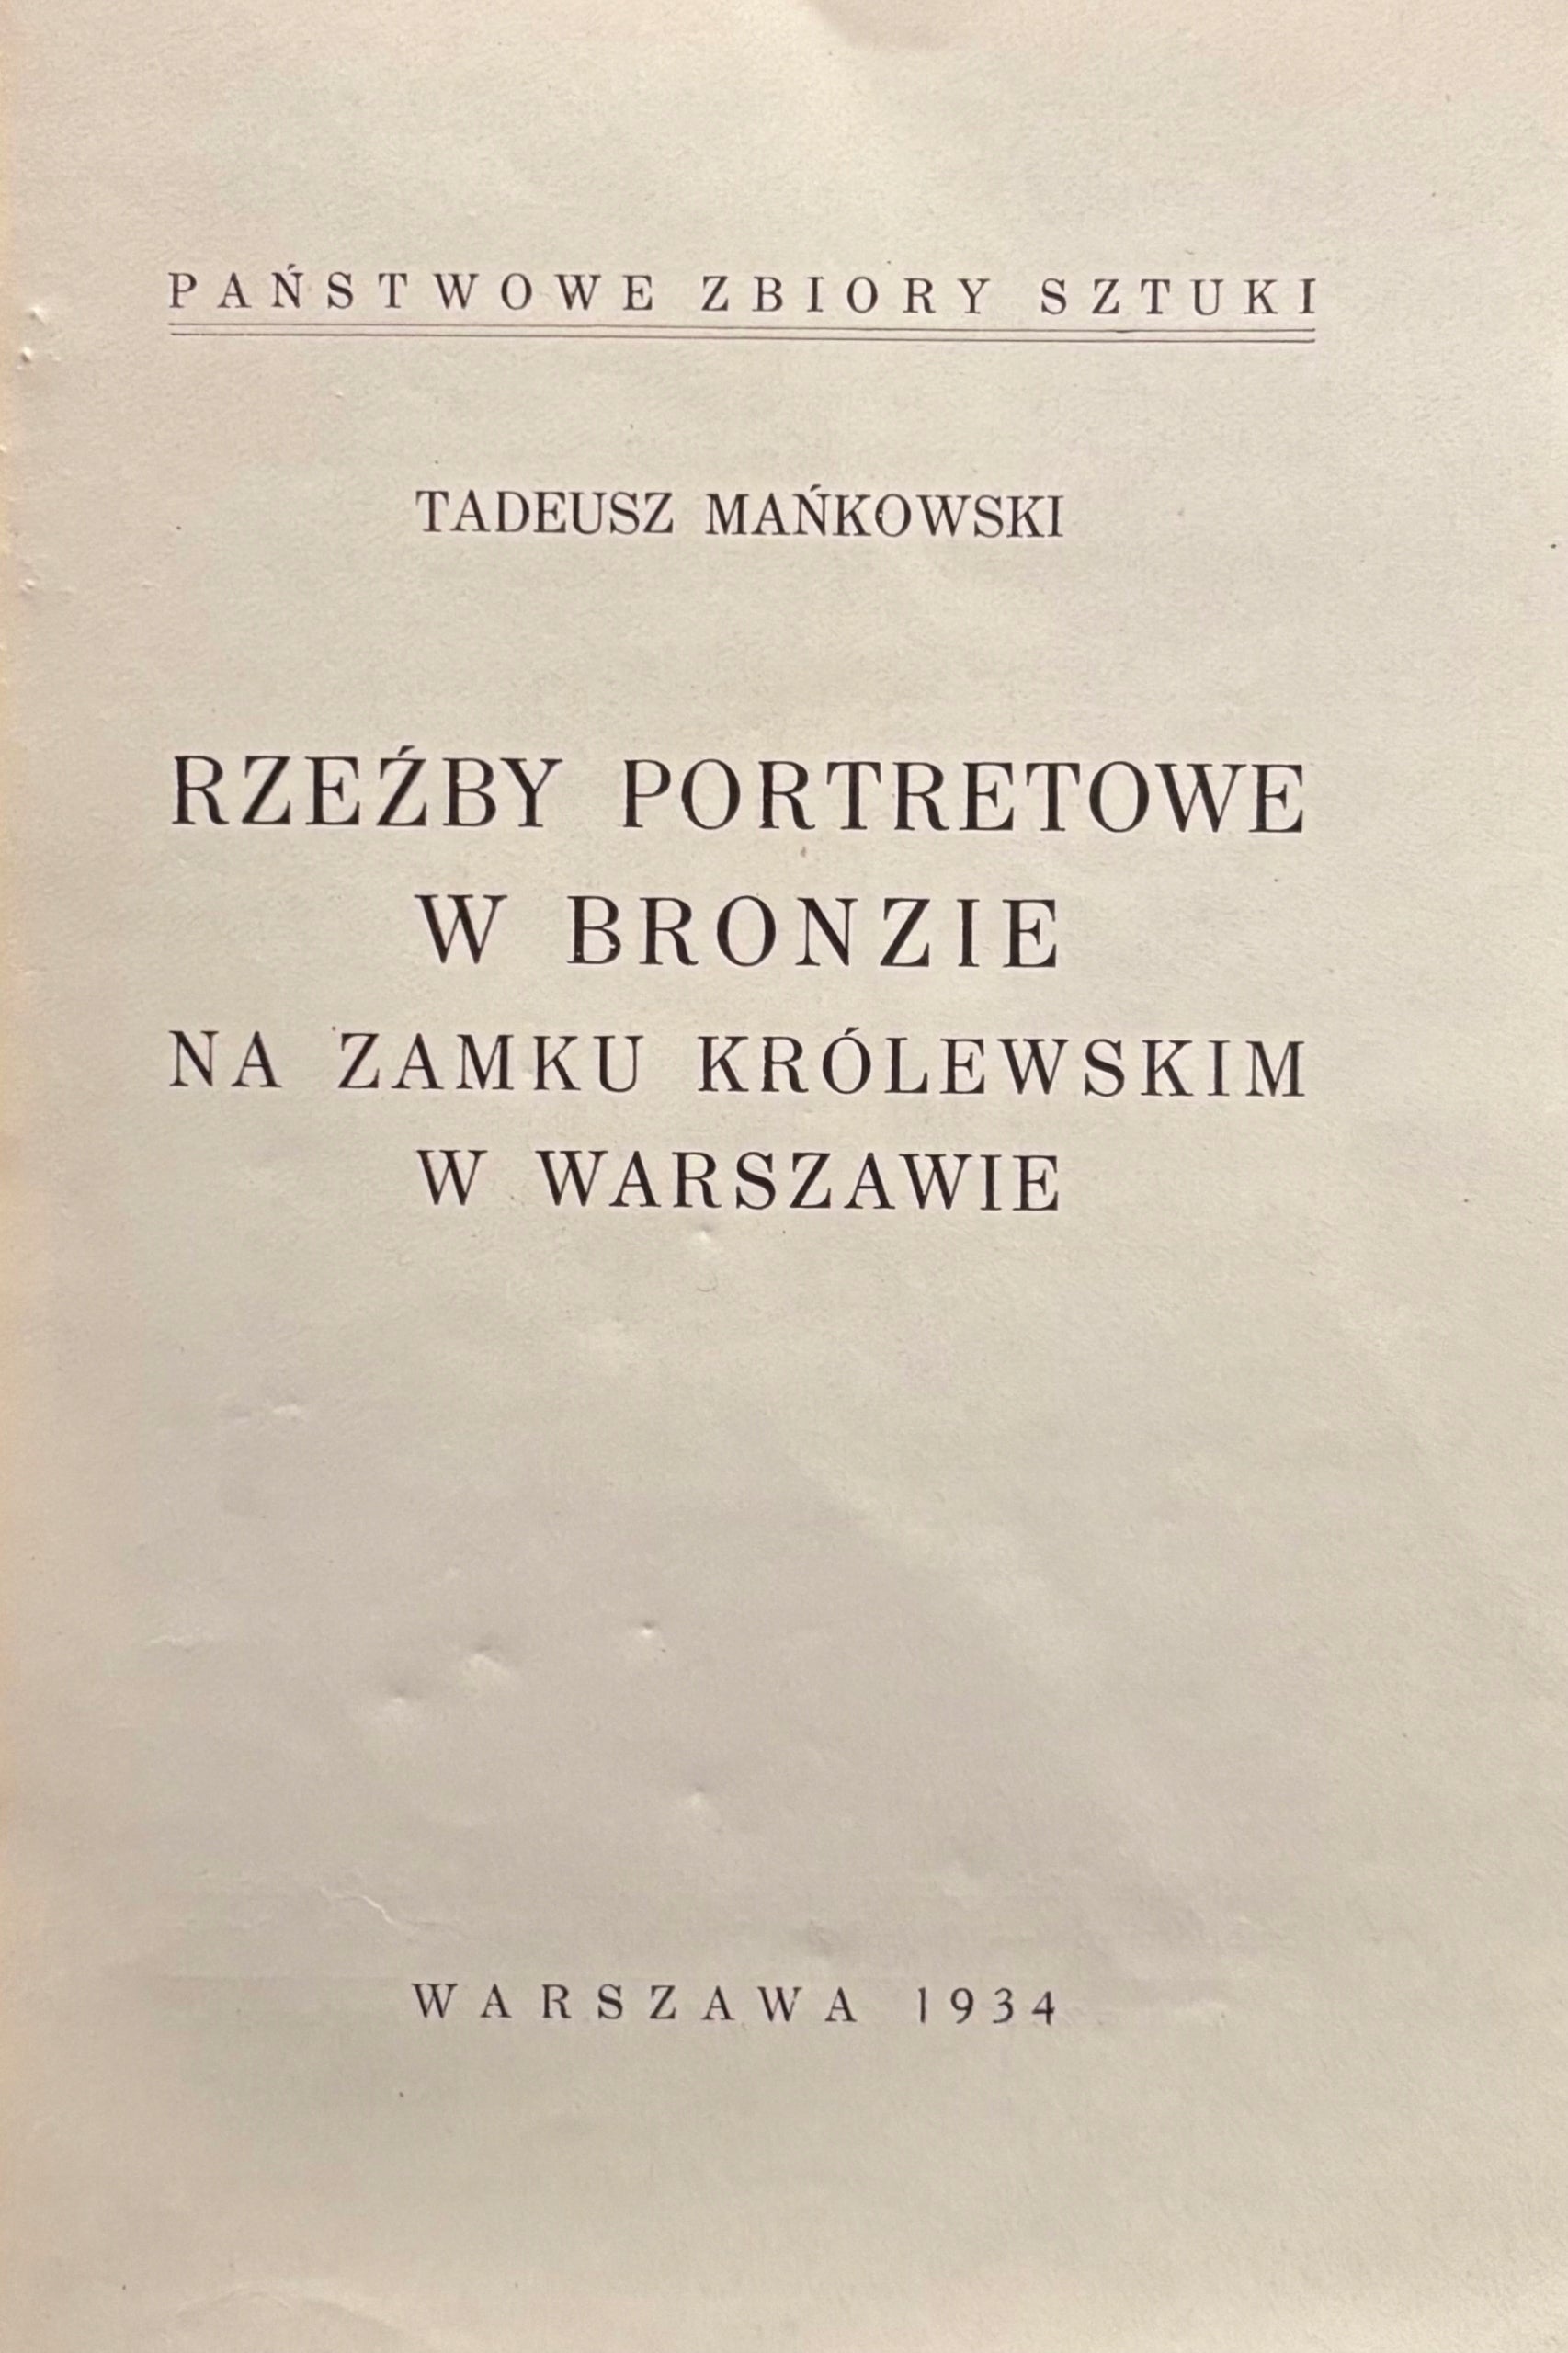 PAŃSTWOWE ZBIORY SZTUKI
TADEUSZ MAŃKOWSKI
RZEŹBY PORTRETOWE
W BRONZIE
NA ZAMKU KRÓLEWSKIM
W WARSZAWIE
WARSZAWA 1934